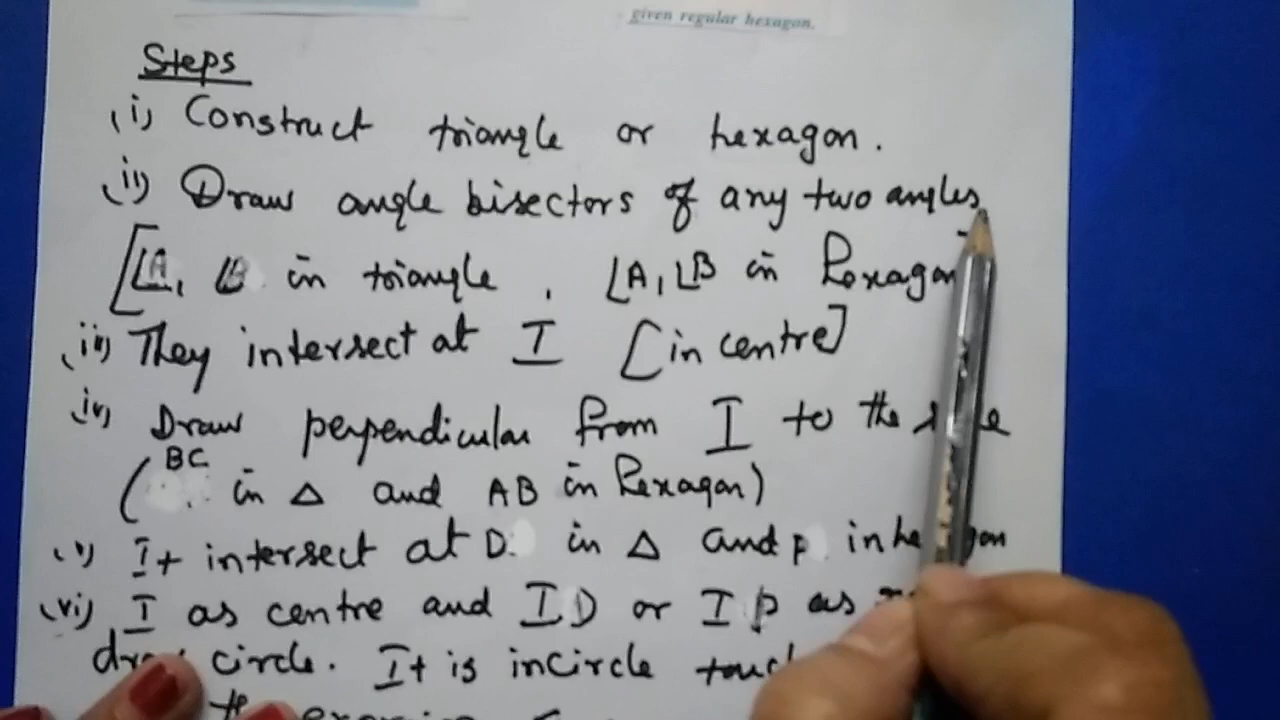 given regular hexagon.
Steps
(i) Construct triangle or hexagon.
(ii) Draw angle bisectors of any two angles
[∠A, ∠B in triangle, ∠A, ∠B in hexagon
(iii) They intersect at I [in centre]
(iv) Draw perpendicular from I to the
(BC in △ and AB in hexagon)
(v) It intersect at D in △ and P in
(vi) I as centre and ID or IP as
draw circle. It is incircle